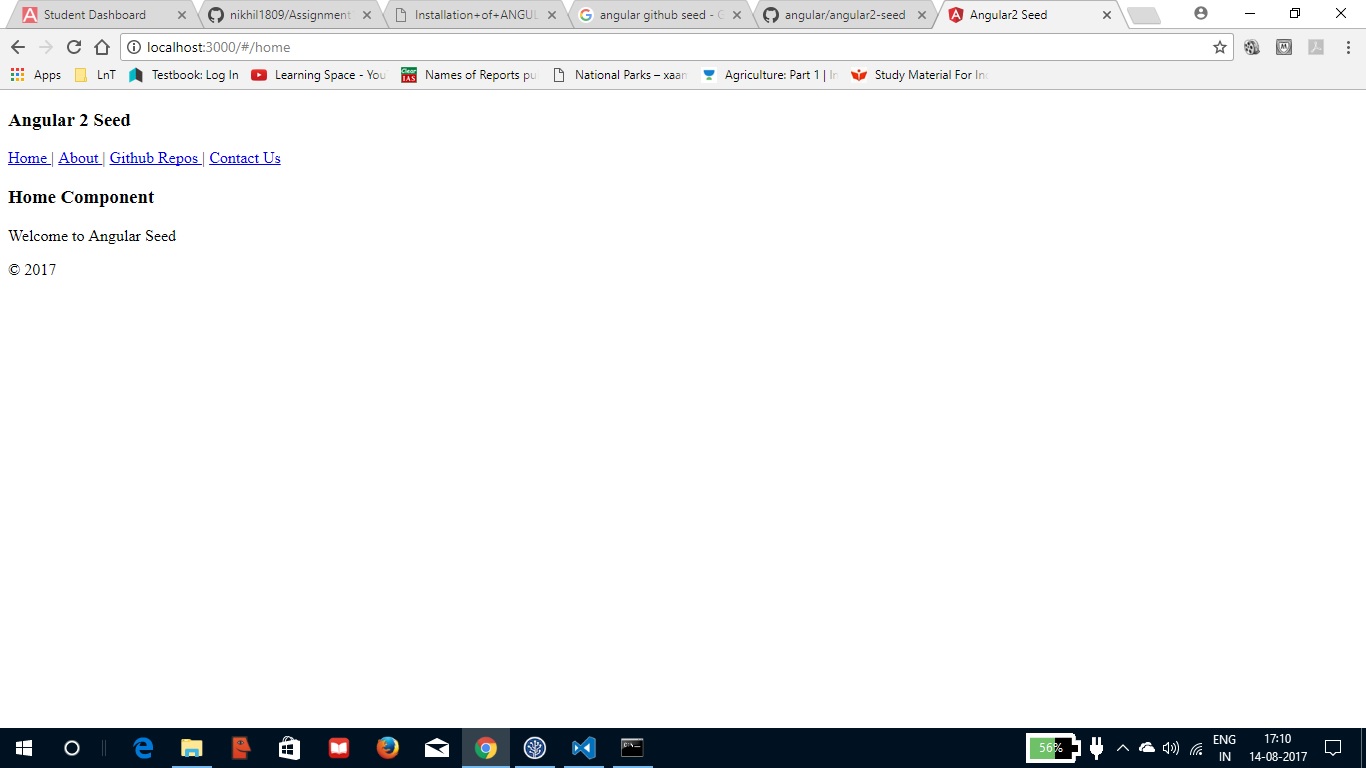 Student Dashboard nikhil1809/Assignment Installation+of+ANGUL angular github seed - G angular/angular2-seed Angular2 Seed
localhost:3000/#/home
Apps LnT Testbook: Log In Learning Space - You Names of Reports pu National Parks – xaam Agriculture: Part 1 | In Study Material For Ind
Angular 2 Seed
Home | About | Github Repos | Contact Us
Home Component
Welcome to Angular Seed
© 2017
56% ENG 17:10
IN 14-08-2017